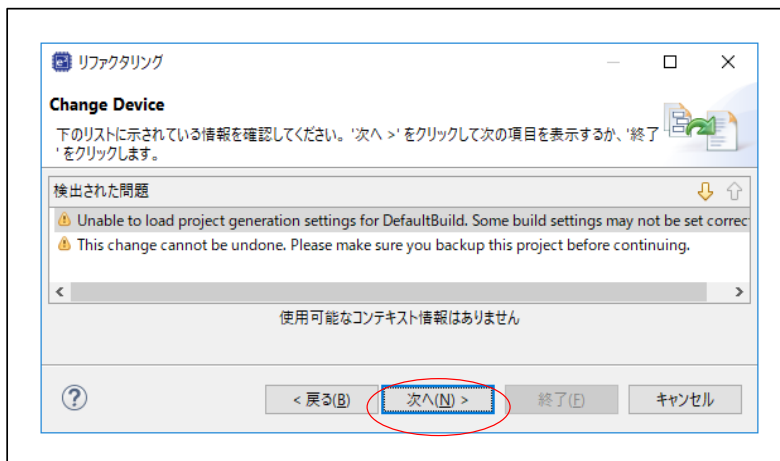 リファクタリング
Change Device
下のリストに示されている情報を確認してください。'次へ >' をクリックして次の項目を表示するか、'終了
' をクリックします。
検出された問題
Unable to load project generation settings for DefaultBuild. Some build settings may not be set correc
This change cannot be undone. Please make sure you backup this project before continuing.
使用可能なコンテキスト情報はありません
< 戻る(B) 次へ(N) > 終了(F) キャンセル